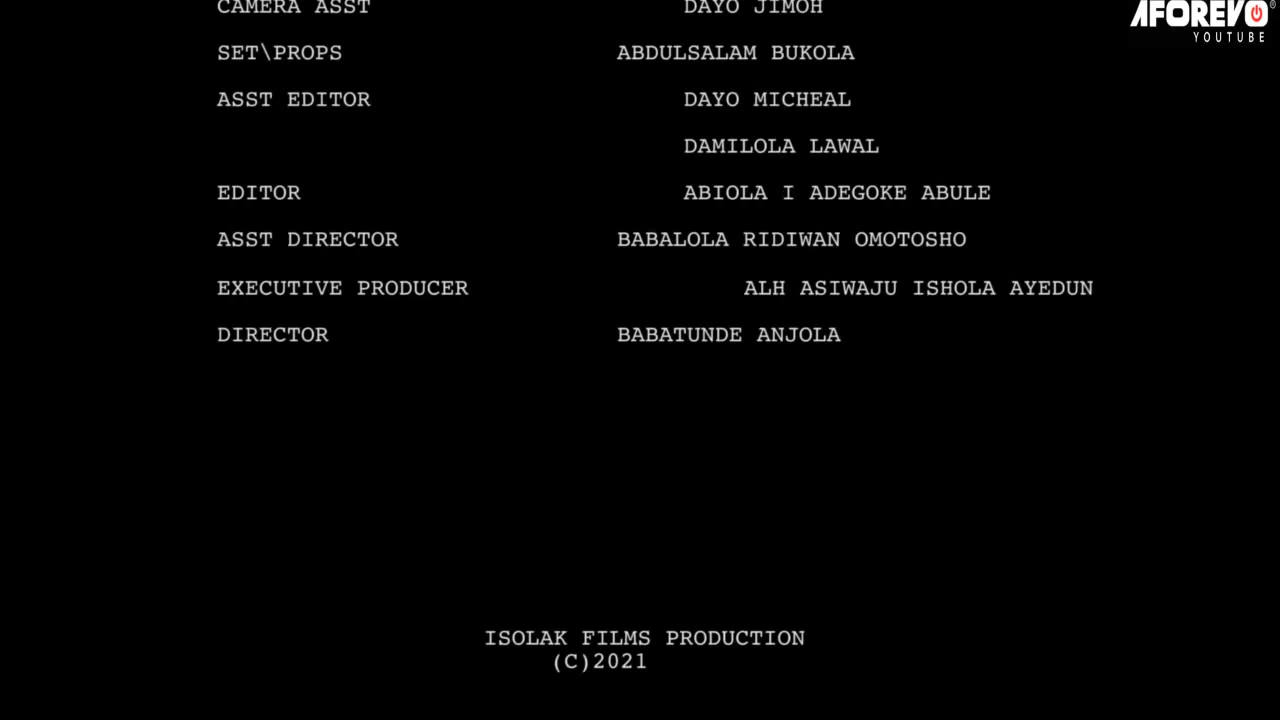 CAMERA ASST DAYO JIMOH
AFOREVO®
YOUTUBE
SET\PROPS ABDULSALAM BUKOLA
ASST EDITOR DAYO MICHEAL
DAMILOLA LAWAL
EDITOR ABIOLA I ADEGOKE ABULE
ASST DIRECTOR BABALOLA RIDIWAN OMOTOSHO
EXECUTIVE PRODUCER ALH ASIWAJU ISHOLA AYEDUN
DIRECTOR BABATUNDE ANJOLA
ISOLAK FILMS PRODUCTION
(C)2021